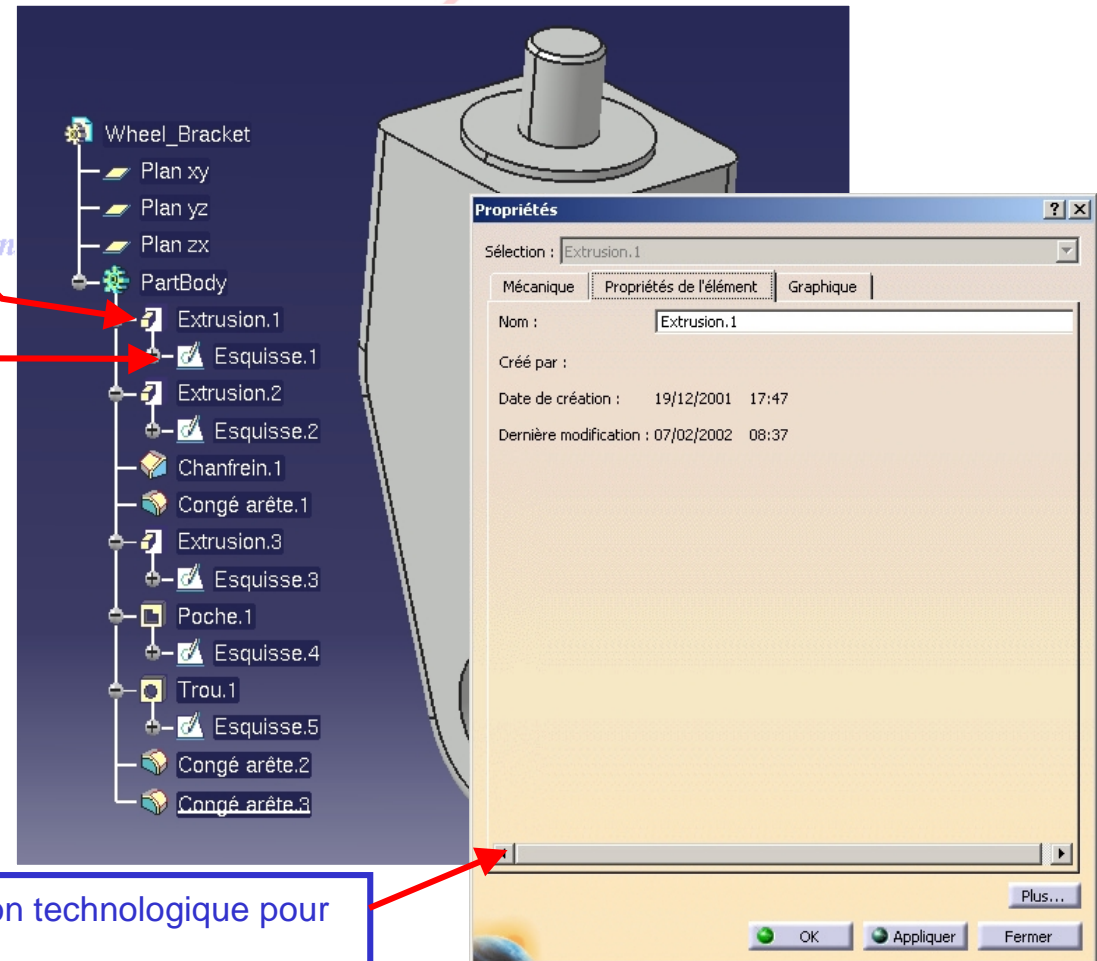 Wheel_Bracket
Plan xy
Plan yz
Plan zx
PartBody
Extrusion.1
Esquisse.1
Extrusion.2
Esquisse.2
Chanfrein.1
Congé arête.1
Extrusion.3
Esquisse.3
Poche.1
Esquisse.4
Trou.1
Esquisse.5
Congé arête.2
Congé arête.3
Propriétés
Sélection : Extrusion.1
Mécanique Propriétés de l'élément Graphique
Nom : Extrusion.1
Créé par :
Date de création : 19/12/2001 17:47
Dernière modification : 07/02/2002 08:37
Plus...
OK Appliquer Fermer
technologique pour